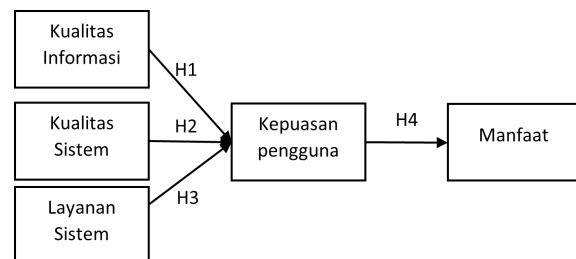 Kualitas
Informasi
H1
Kualitas
Sistem
H2
Layanan
Sistem
H3
Kepuasan
pengguna
H4
Manfaat